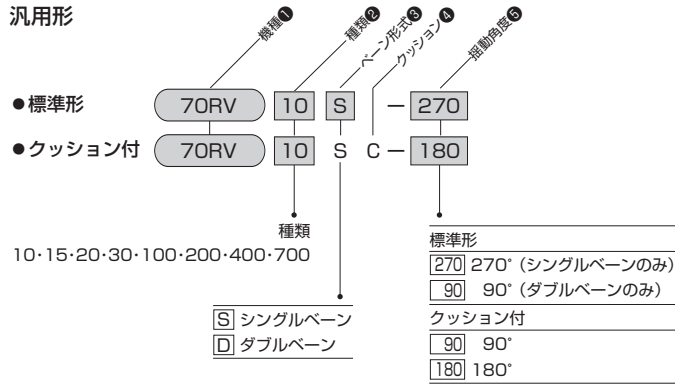 汎用形
機種❶ 種類❷ ベーン形式❸ クッション❹ 揺動角度❺
●標準形 70RV 10 S − 270
●クッション付 70RV 10 S C − 180
種類
10・15・20・30・100・200・400・700
S シングルベーン
D ダブルベーン
標準形
270 270°（シングルベーンのみ）
90 90°（ダブルベーンのみ）
クッション付
90 90°
180 180°